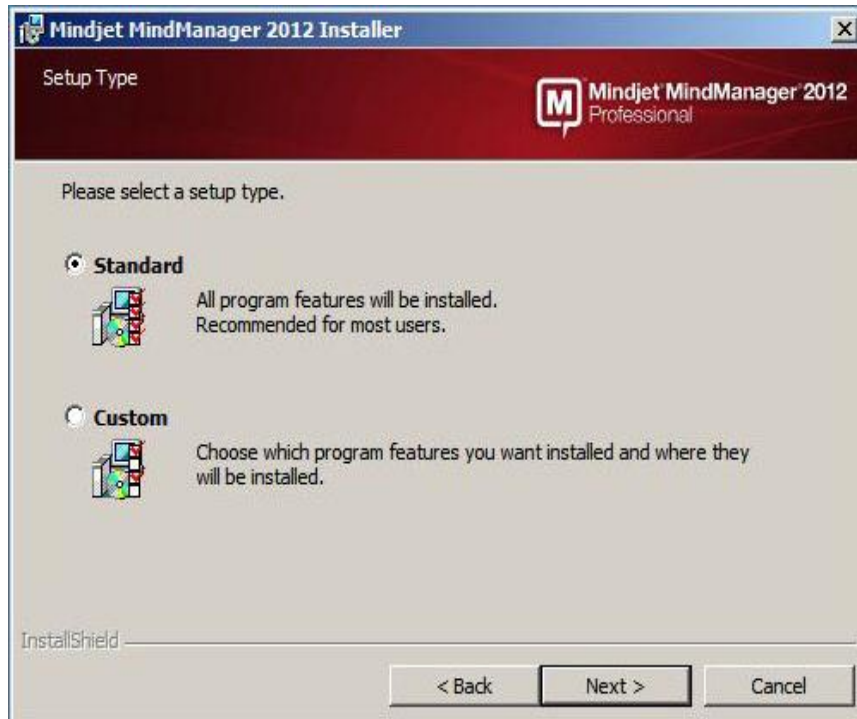 Mindjet MindManager 2012 Installer
Setup Type
Mindjet MindManager 2012
Professional
Please select a setup type.
Standard
All program features will be installed.
Recommended for most users.
Custom
Choose which program features you want installed and where they
will be installed.
InstallShield
< Back
Next >
Cancel